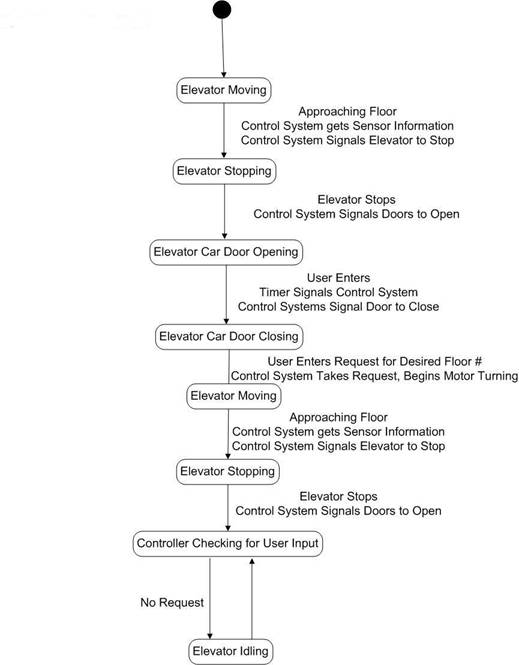 Elevator Moving
Approaching Floor
Control System gets Sensor Information
Control System Signals Elevator to Stop
Elevator Stopping
Elevator Stops
Control System Signals Doors to Open
Elevator Car Door Opening
User Enters
Timer Signals Control System
Control Systems Signal Door to Close
Elevator Car Door Closing
User Enters Request for Desired Floor #
Control System Takes Request, Begins Motor Turning
Elevator Moving
Approaching Floor
Control System gets Sensor Information
Control System Signals Elevator to Stop
Elevator Stopping
Elevator Stops
Control System Signals Doors to Open
Controller Checking for User Input
No Request
Elevator Idling